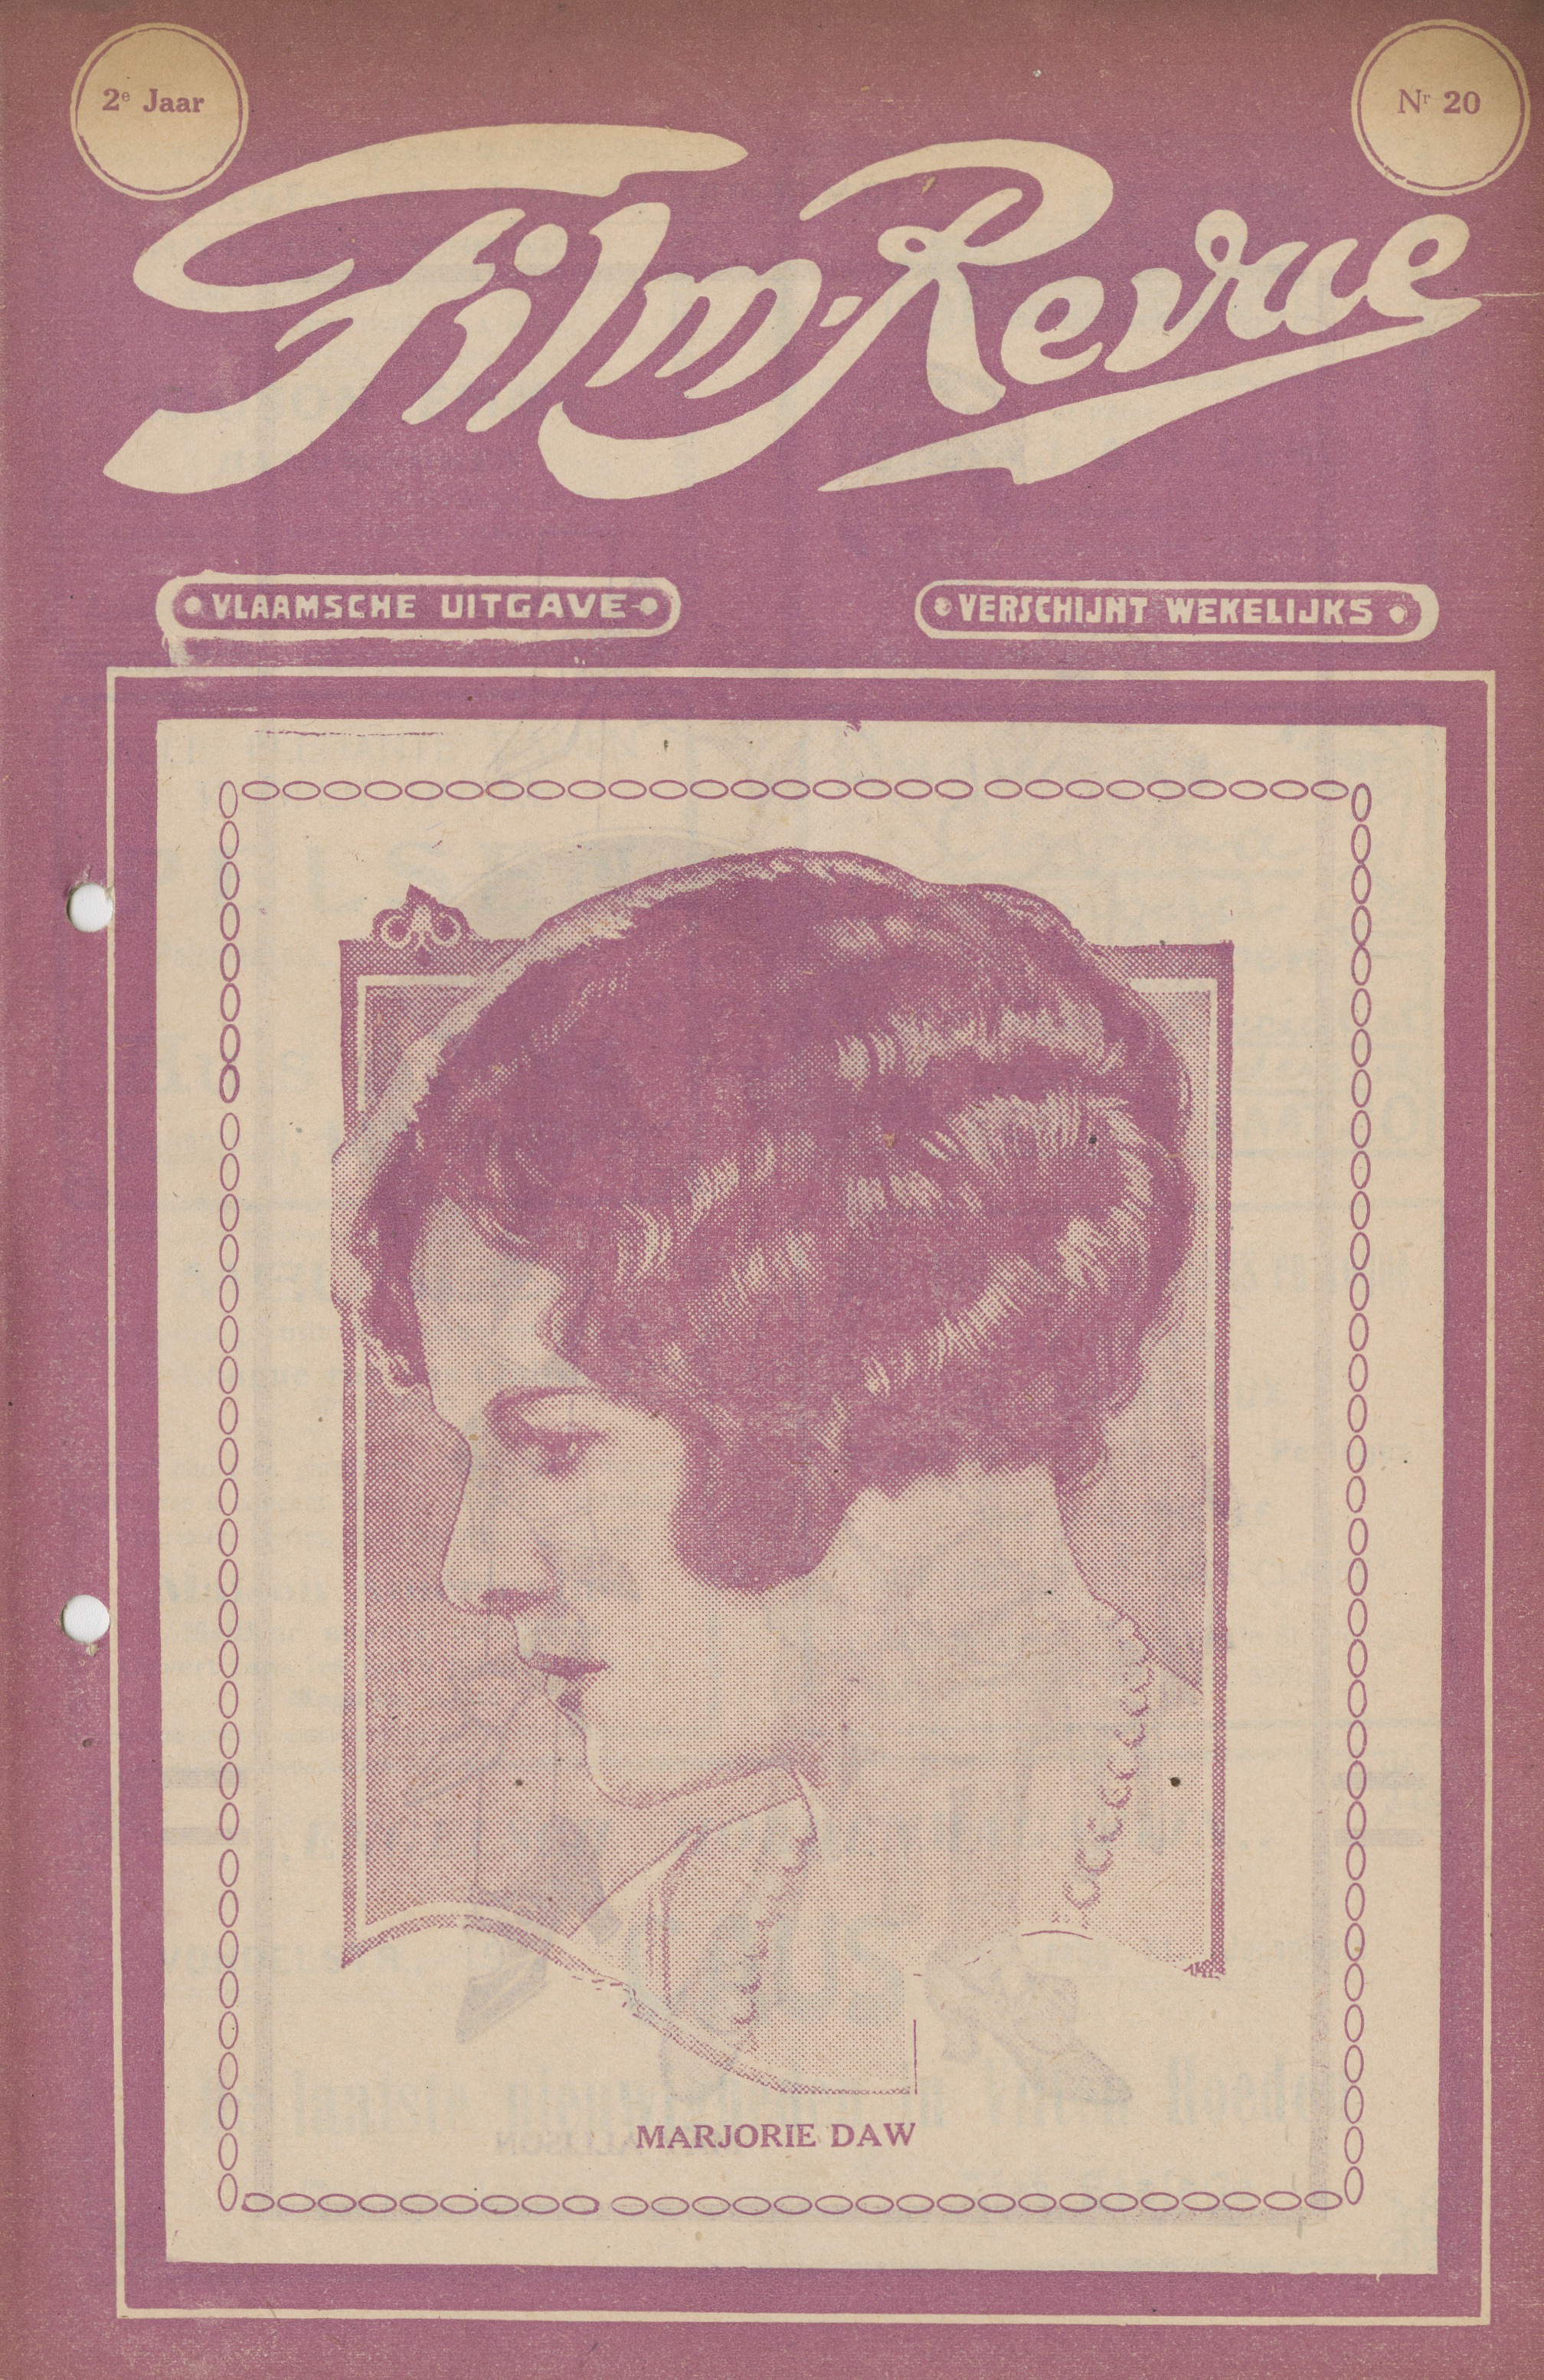 2e Jaar
Nr 20
Film-Revue
VLAAMSCHE UITGAVE
VERSCHIJNT WEKELIJKS
MARJORIE DAW